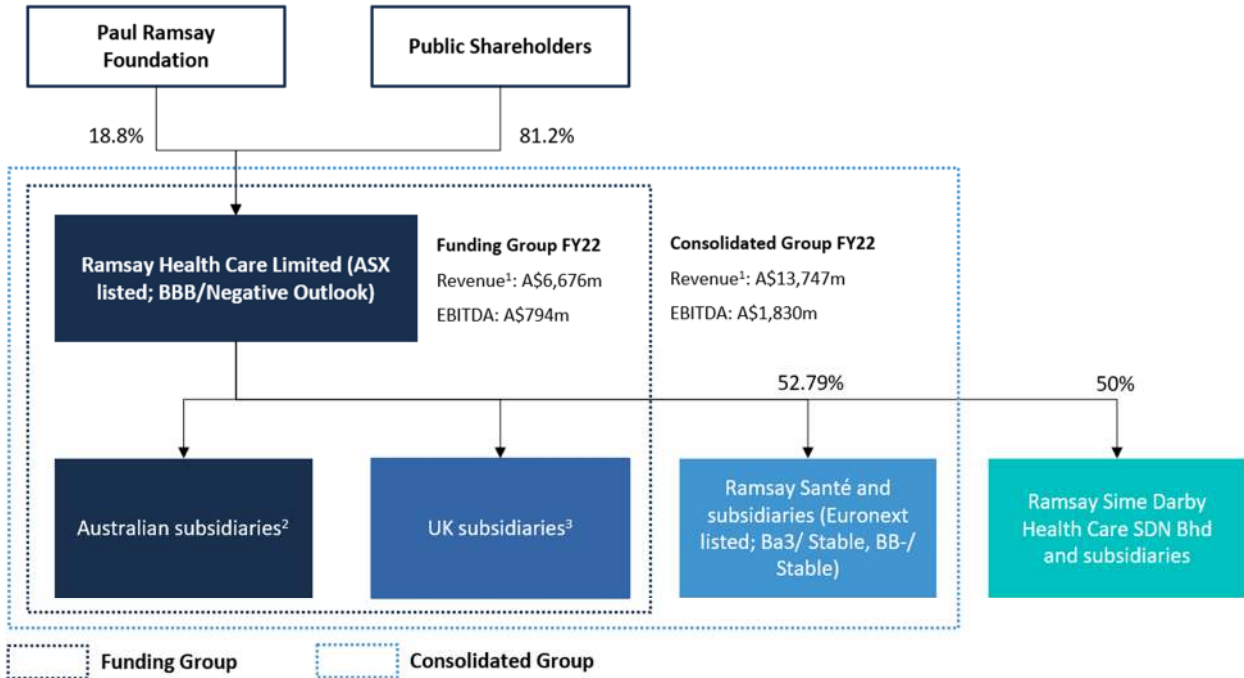 Paul Ramsay
Foundation
Public Shareholders
18.8%
81.2%
Ramsay Health Care Limited (ASX
listed; BBB/Negative Outlook)
Funding Group FY22
Revenue¹: A$6,676m
EBITDA: A$794m
Consolidated Group FY22
Revenue¹: A$13,747m
EBITDA: A$1,830m
52.79%
50%
Australian subsidiaries²
UK subsidiaries³
Ramsay Santé and
subsidiaries (Euronext
listed; Ba3/ Stable, BB-/
Stable)
Ramsay Sime Darby
Health Care SDN Bhd
and subsidiaries
Funding Group
Consolidated Group